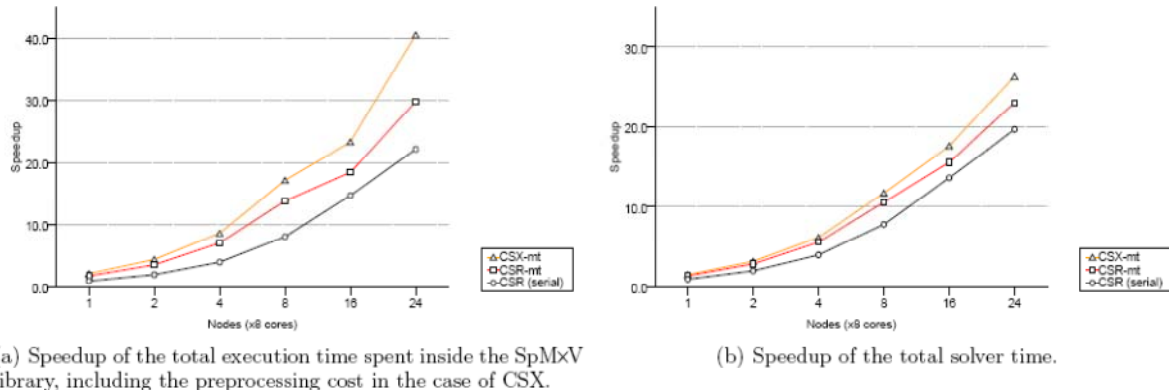 40.0
30.0
20.0
10.0
0.0
Speedup
1 2 4 8 16 24
Nodes (x8 cores)
CSX-mt
CSR-mt
CSR (serial)
a) Speedup of the total execution time spent inside the SpM×V
ibrary, including the preprocessing cost in the case of CSX.
30.0
20.0
10.0
0.0
Speedup
1 2 4 8 16 24
Nodes (x8 cores)
CSX-mt
CSR-mt
CSR (serial)
(b) Speedup of the total solver time.